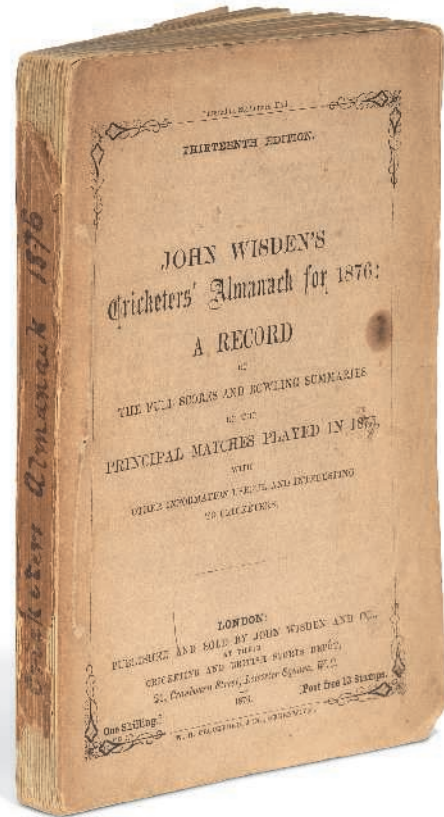 THIRTEENTH EDITION.
JOHN WISDEN'S
Cricketers' Almanack for 1876:
A RECORD
OF
THE FULL SCORES AND BOWLING SUMMARIES
OF THE
PRINCIPAL MATCHES PLAYED IN 1875,
WITH
OTHER INFORMATION USEFUL AND INTERESTING
TO CRICKETERS.
LONDON:
PUBLISHED AND SOLD BY JOHN WISDEN AND CO.,
AT THEIR
CRICKETING AND BRITISH SPORTS DEPÔT,
21, Cranbourn Street, Leicester Square, W.C.
1876.
One Shilling.
Post free 13 Stamps.
Cricketers Almanack 1876